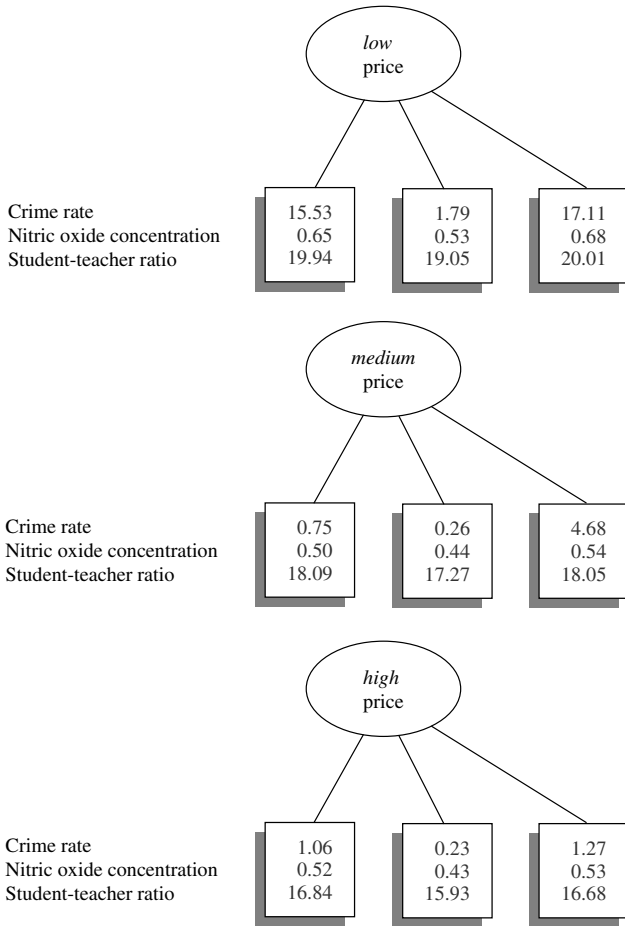 low
price
Crime rate 15.53 1.79 17.11
Nitric oxide concentration 0.65 0.53 0.68
Student-teacher ratio 19.94 19.05 20.01
medium
price
Crime rate 0.75 0.26 4.68
Nitric oxide concentration 0.50 0.44 0.54
Student-teacher ratio 18.09 17.27 18.05
high
price
Crime rate 1.06 0.23 1.27
Nitric oxide concentration 0.52 0.43 0.53
Student-teacher ratio 16.84 15.93 16.68